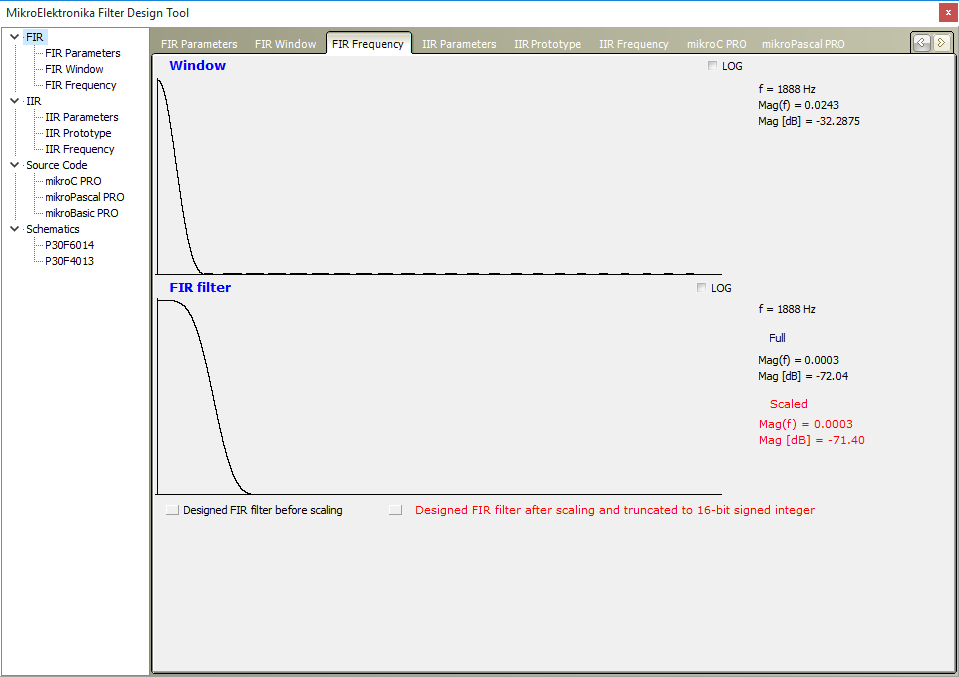 MikroElektronika Filter Design Tool
FIR
FIR Parameters
FIR Window
FIR Frequency
IIR
IIR Parameters
IIR Prototype
IIR Frequency
Source Code
mikroC PRO
mikroPascal PRO
mikroBasic PRO
Schematics
P30F6014
P30F4013
FIR Parameters FIR Window FIR Frequency IIR Parameters IIR Prototype IIR Frequency mikroC PRO mikroPascal PRO
Window
LOG
f = 1888 Hz
Mag(f) = 0.0243
Mag [dB] = -32.2875
FIR filter
LOG
f = 1888 Hz
Full
Mag(f) = 0.0003
Mag [dB] = -72.04
Scaled
Mag(f) = 0.0003
Mag [dB] = -71.40
Designed FIR filter before scaling
Designed FIR filter after scaling and truncated to 16-bit signed integer